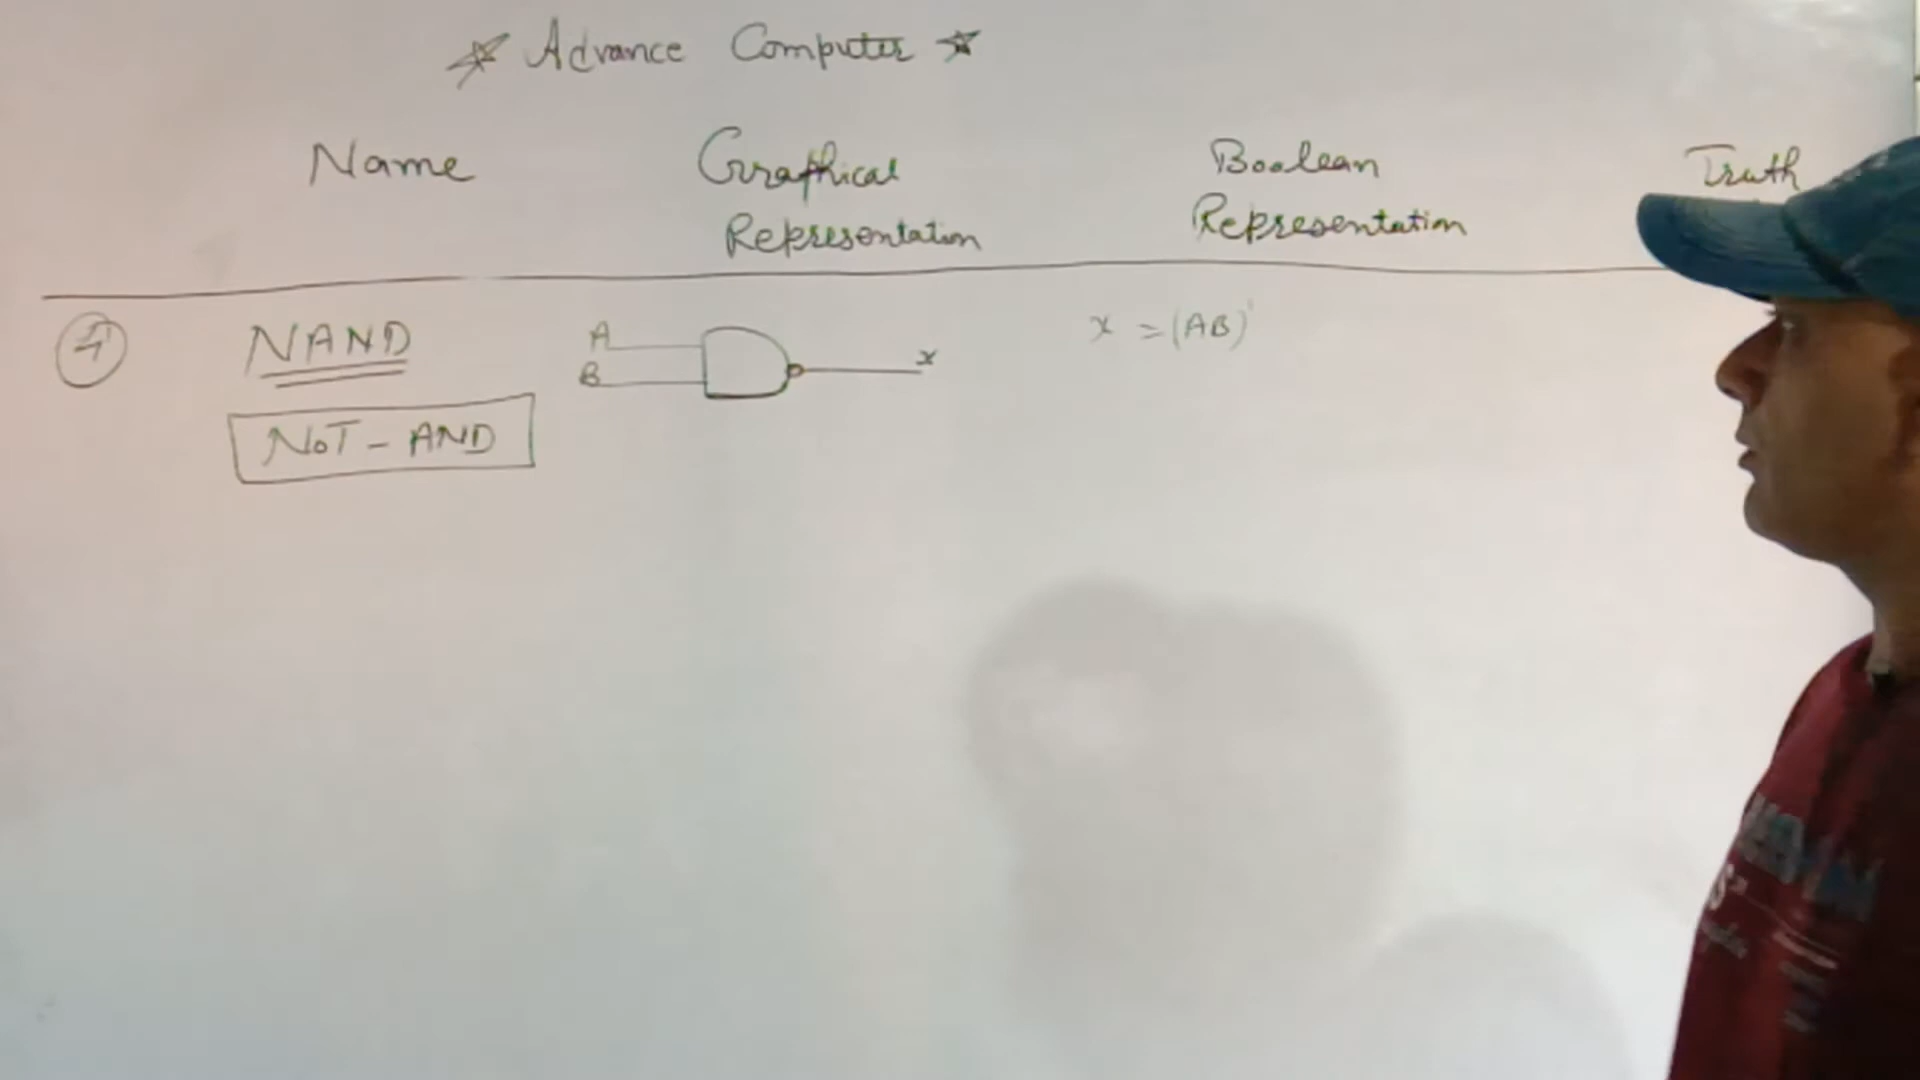 ☆ Advance Computer ☆
Name Graphical Representation Boolean Representation Truth
4 NAND A B x x = (AB)'
NOT - AND